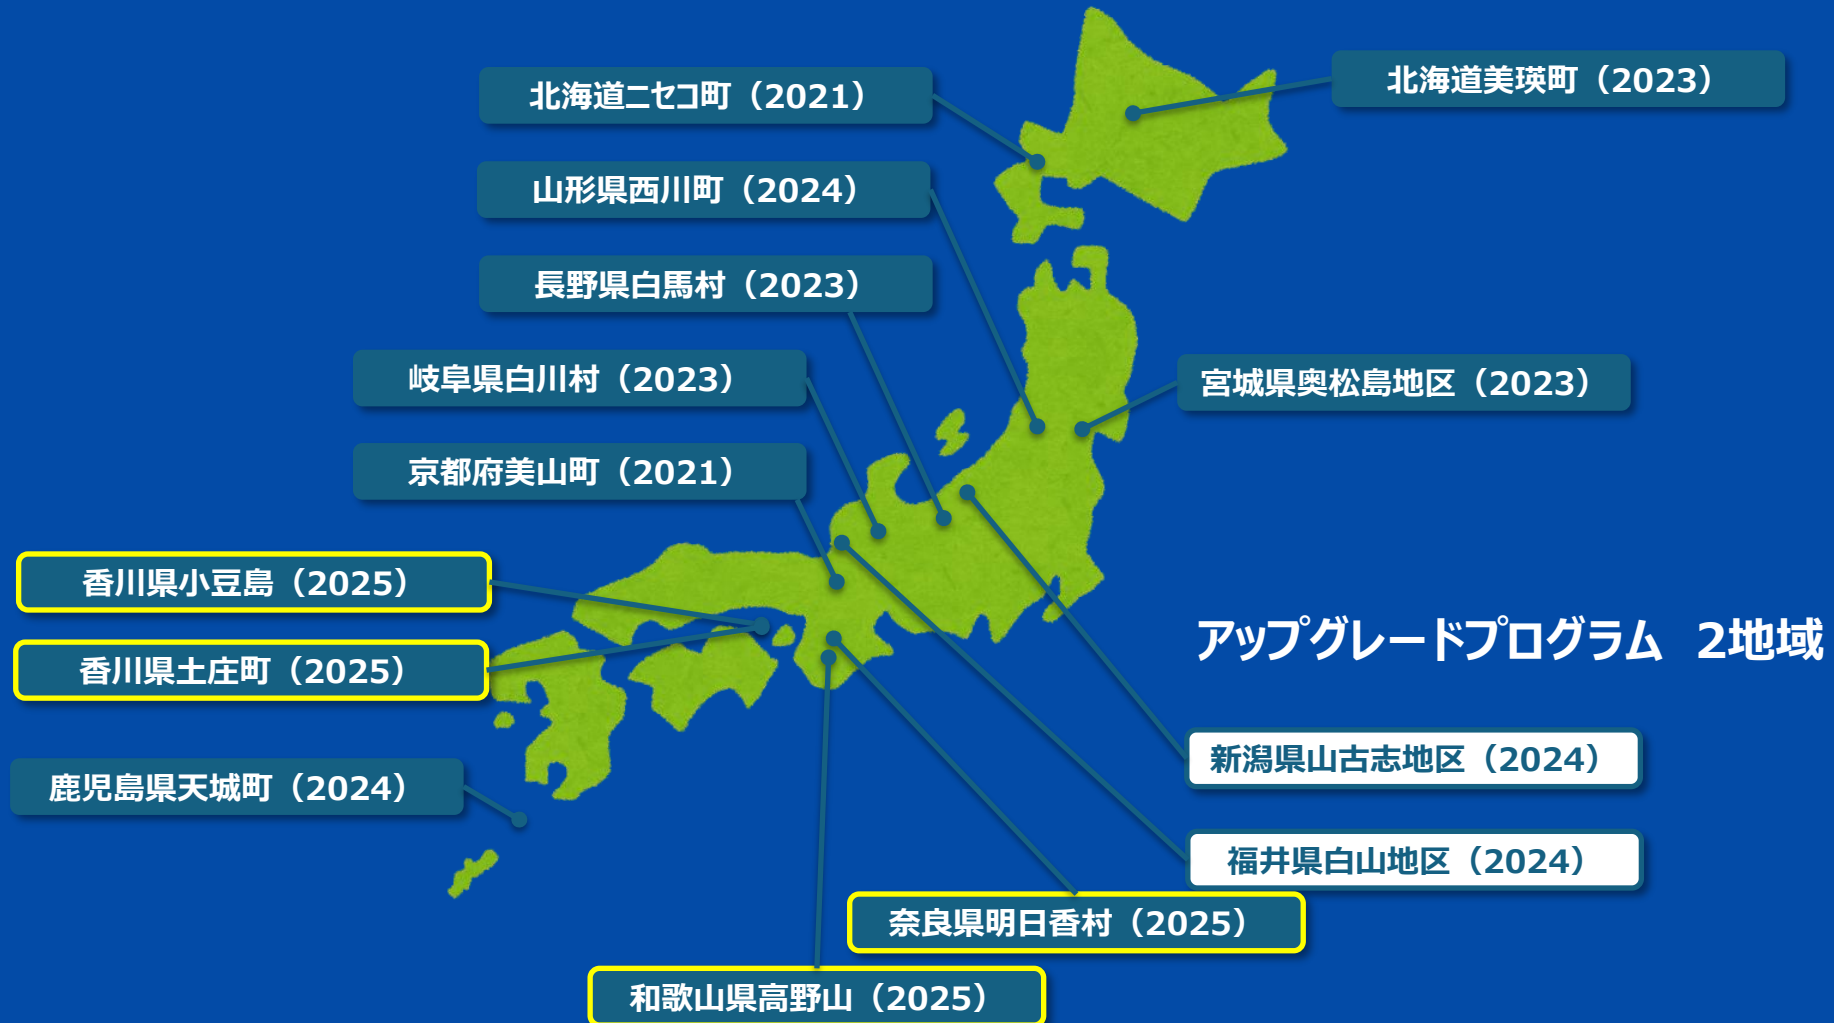 北海道ニセコ町（2021）
北海道美瑛町（2023）
山形県西川町（2024）
長野県白馬村（2023）
岐阜県白川村（2023）
宮城県奥松島地区（2023）
京都府美山町（2021）
香川県小豆島（2025）
香川県土庄町（2025）
鹿児島県天城町（2024）
アップグレードプログラム　2地域
新潟県山古志地区（2024）
福井県白山地区（2024）
奈良県明日香村（2025）
和歌山県高野山（2025）